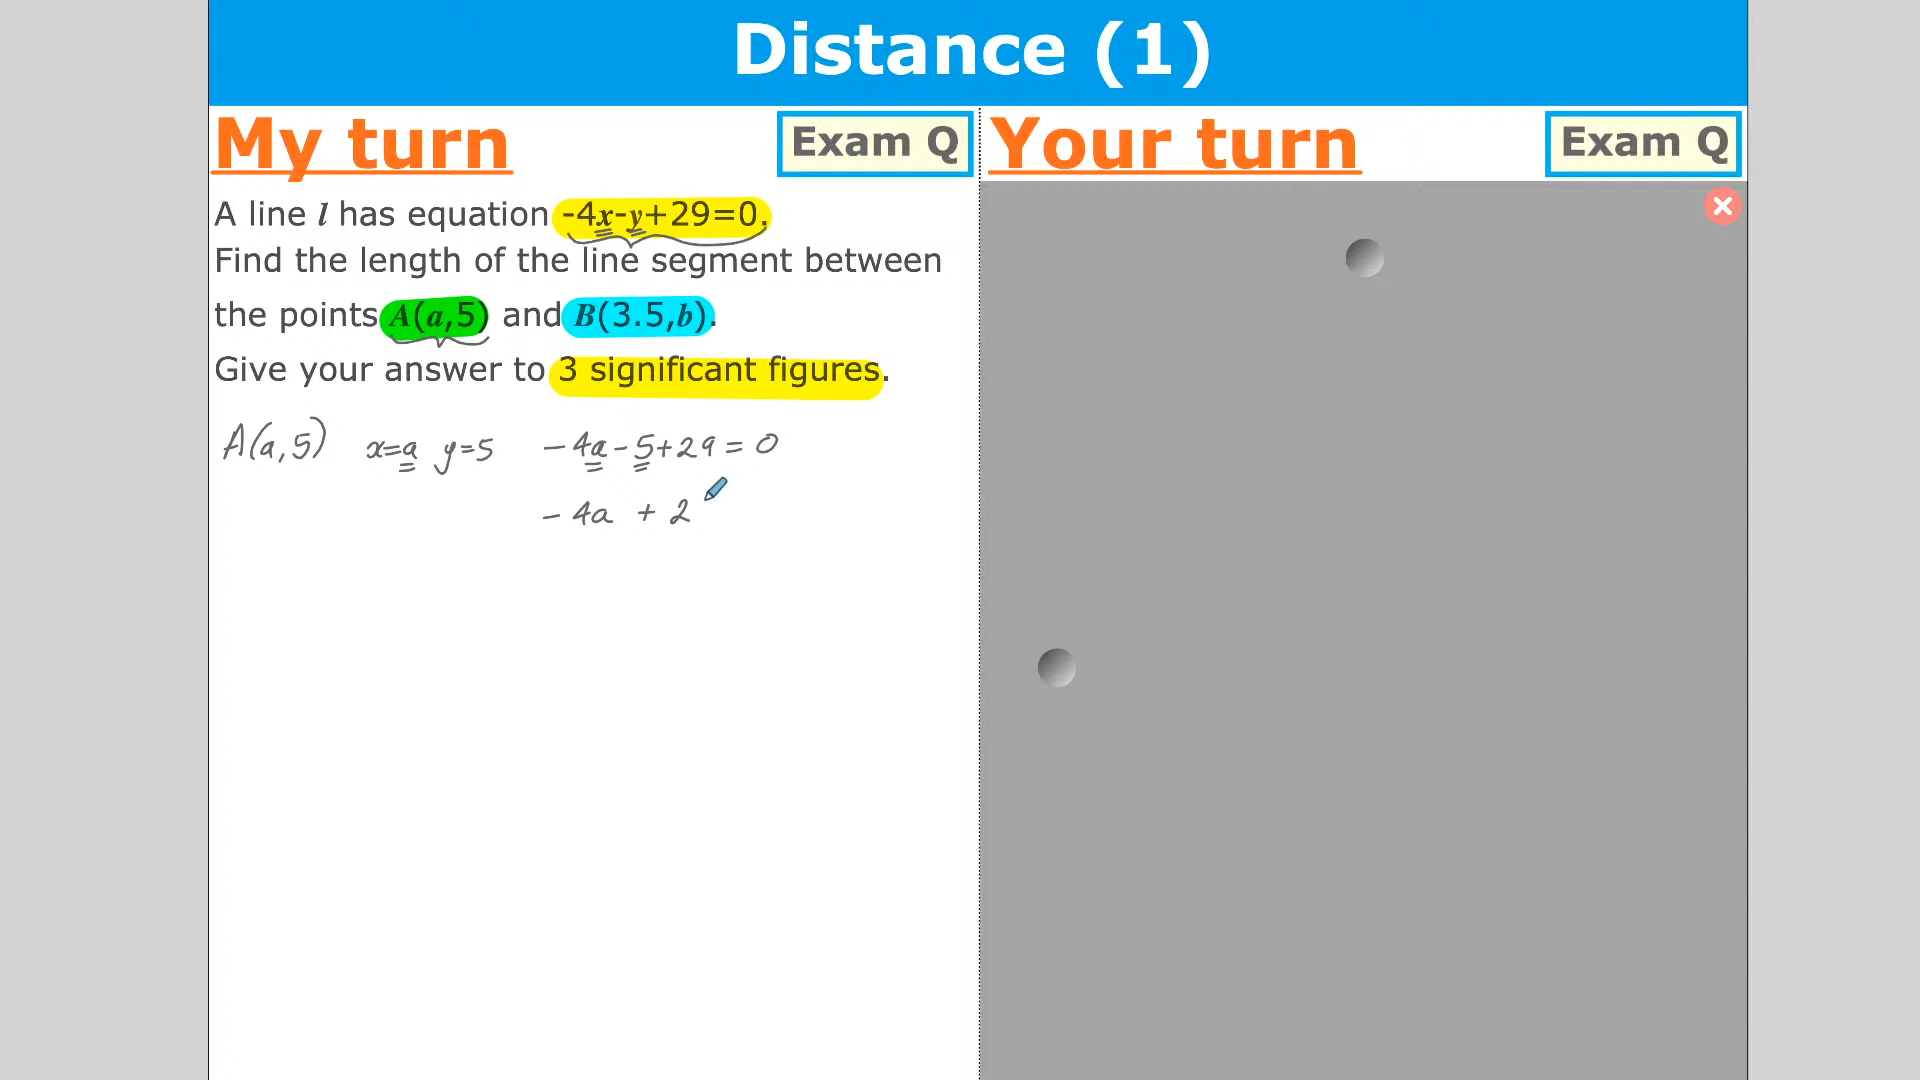 Distance (1)
My turn
Exam Q
A line l has equation -4x-y+29=0.
Find the length of the line segment between
the points A(a,5) and B(3.5,b).
Give your answer to 3 significant figures.
A(a,5) x=a y=5 -4a-5+29=0
-4a +2
Your turn
Exam Q